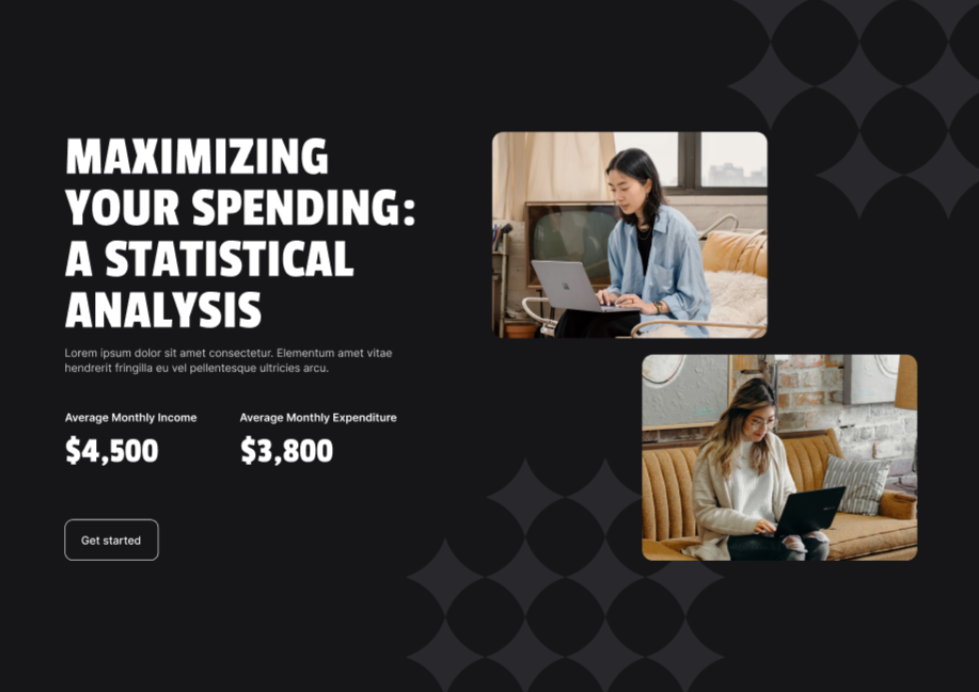 MAXIMIZING
YOUR SPENDING:
A STATISTICAL
ANALYSIS
Lorem ipsum dolor sit amet consectetur. Elementum amet vitae
hendrerit fringilla eu vel pellentesque ultricies arcu.
Average Monthly Income
$4,500
Average Monthly Expenditure
$3,800
Get started